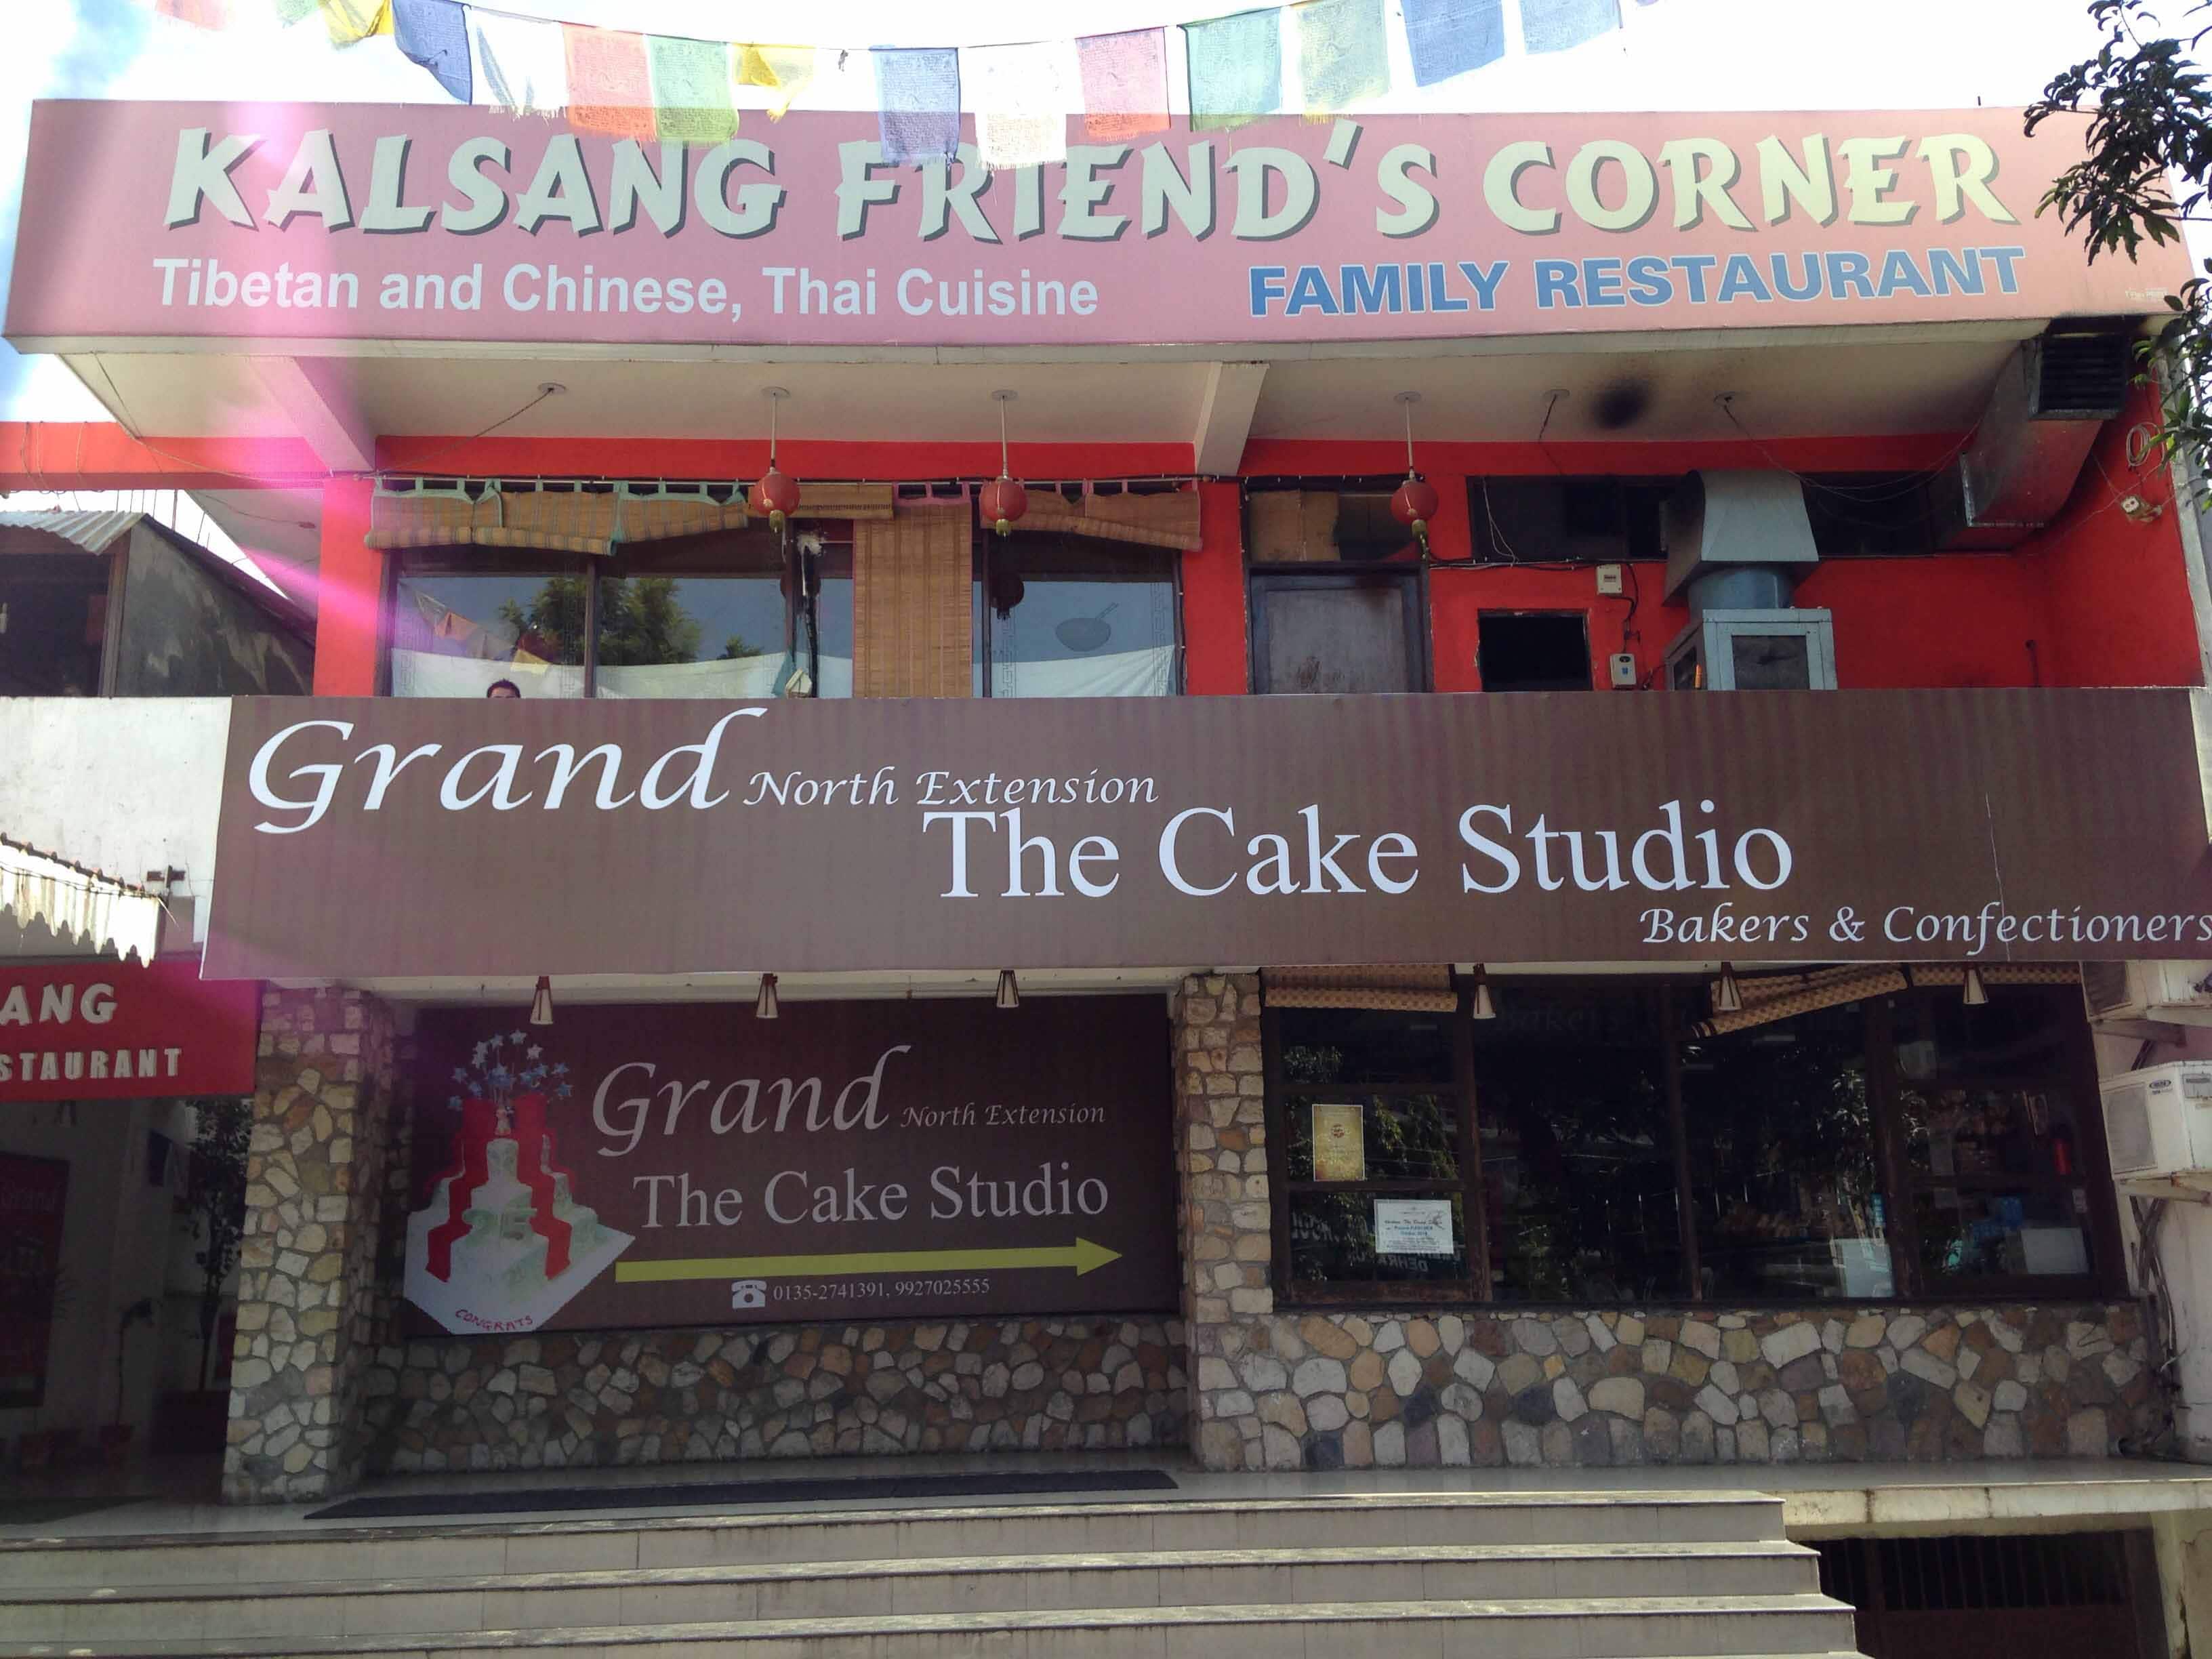 KALSANG FRIEND'S CORNER
Tibetan and Chinese, Thai Cuisine
FAMILY RESTAURANT
Grand North Extension
The Cake Studio
Bakers & Confectioners
ANG
STAURANT
Grand North Extension
The Cake Studio
0135-2741391, 9927025555
CONGRATS